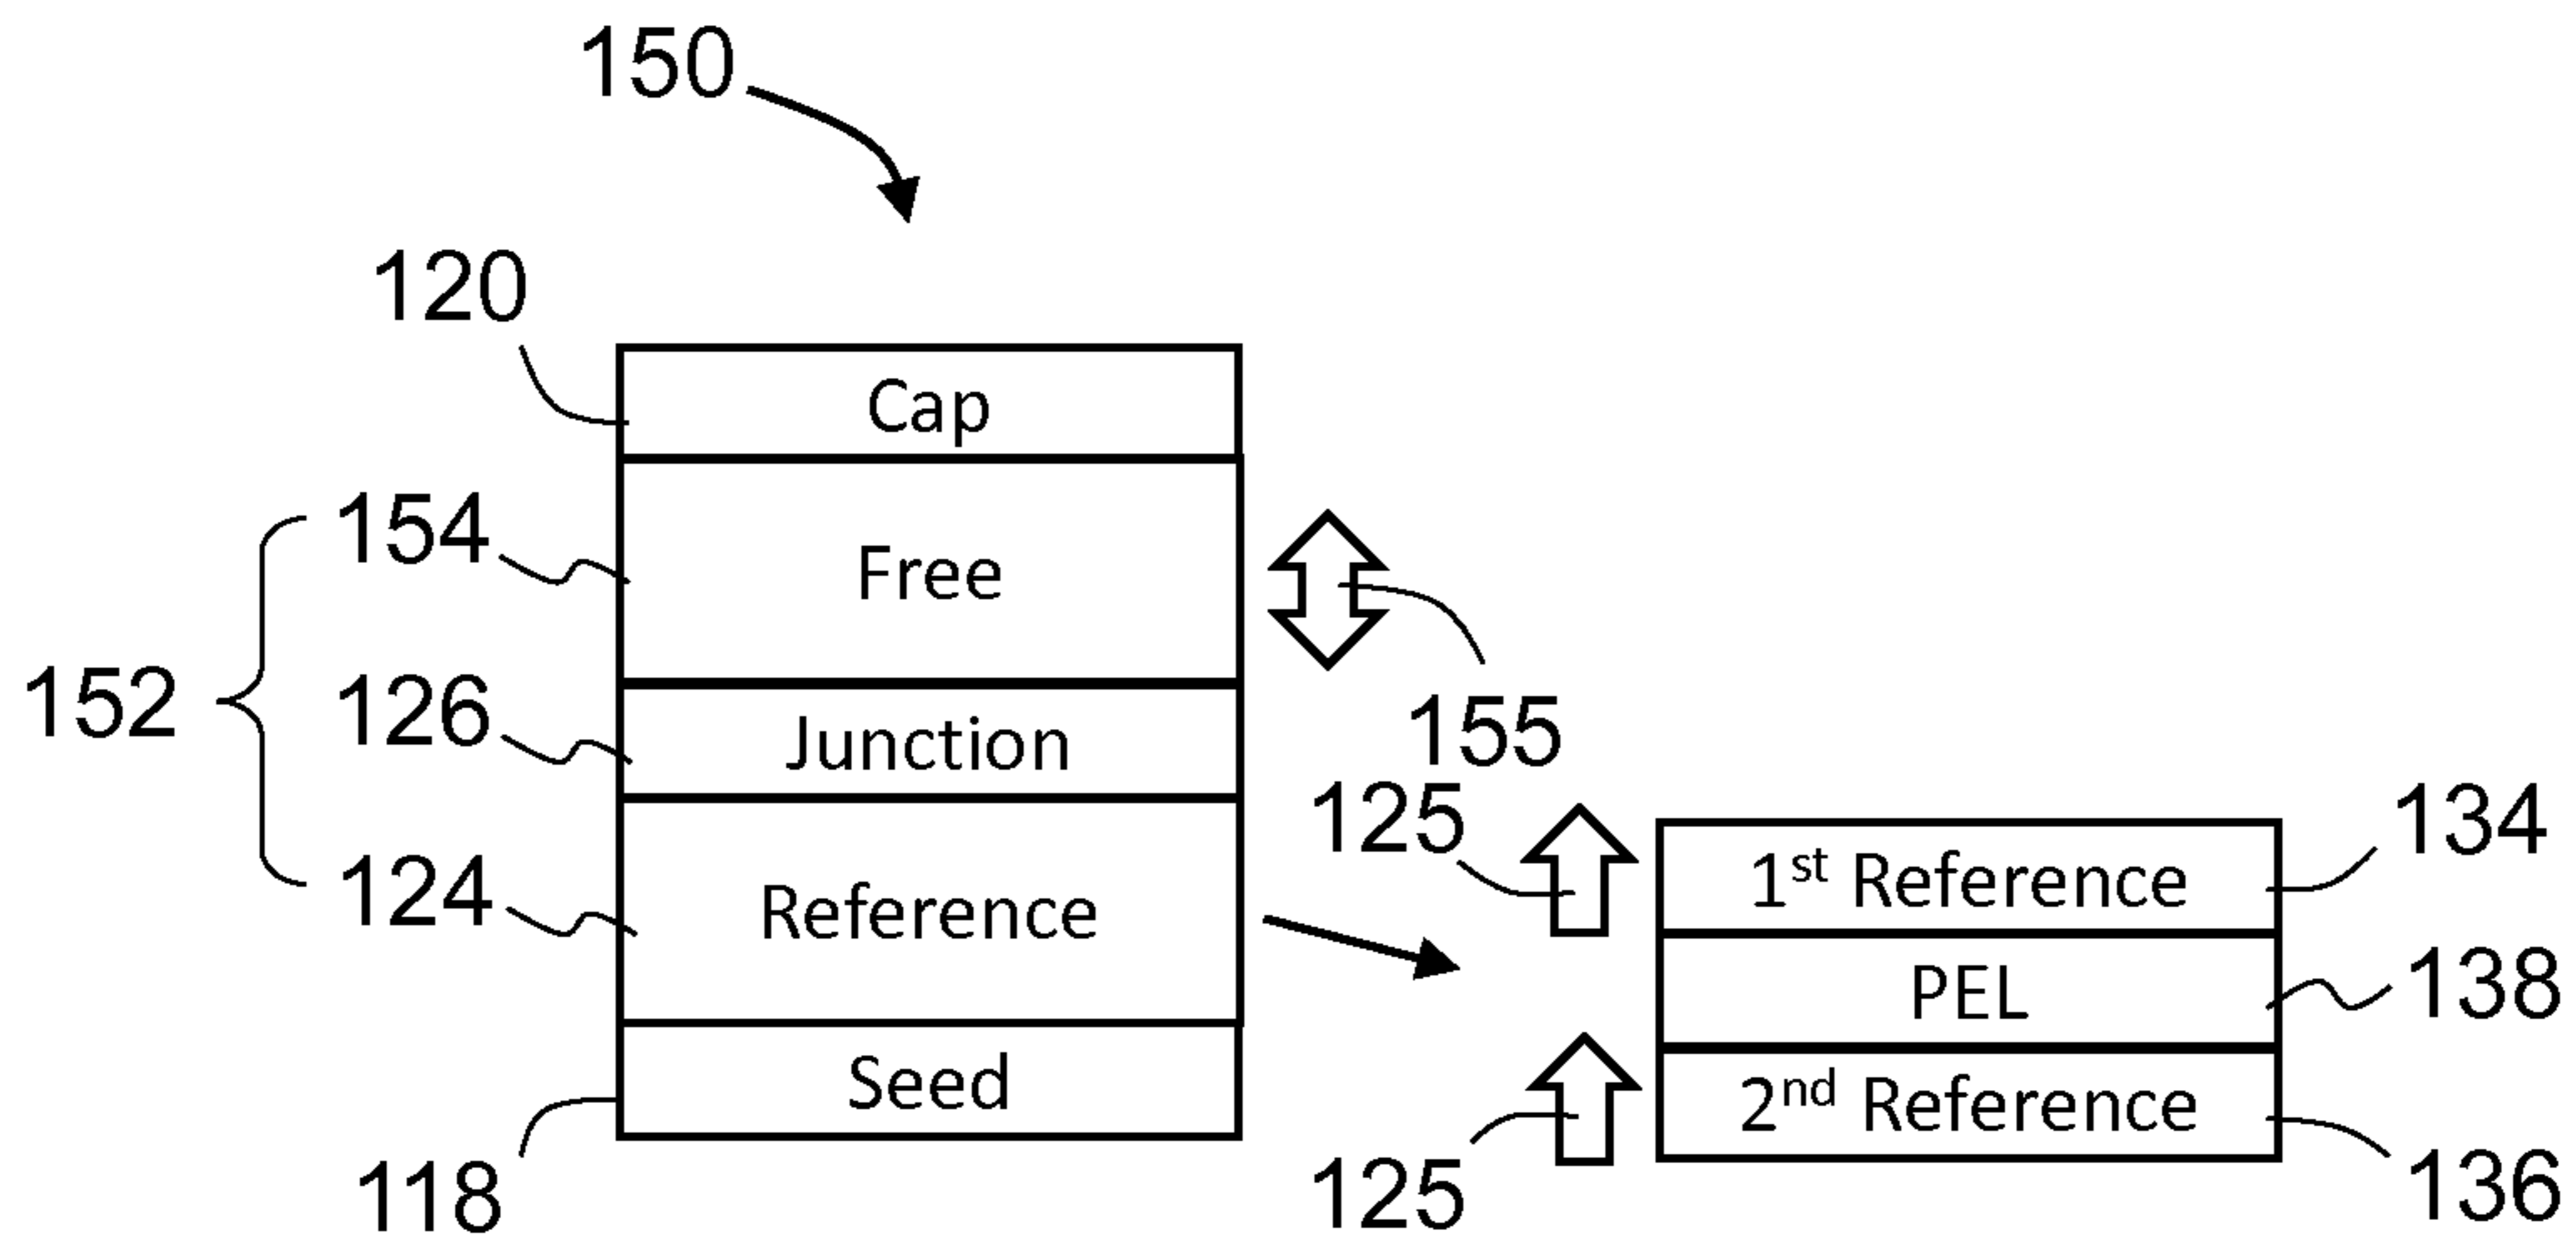 150
120
Cap
154
Free
152
126
Junction
155
125
124
Reference
1st Reference
134
PEL
138
Seed
2nd Reference
118
125
136